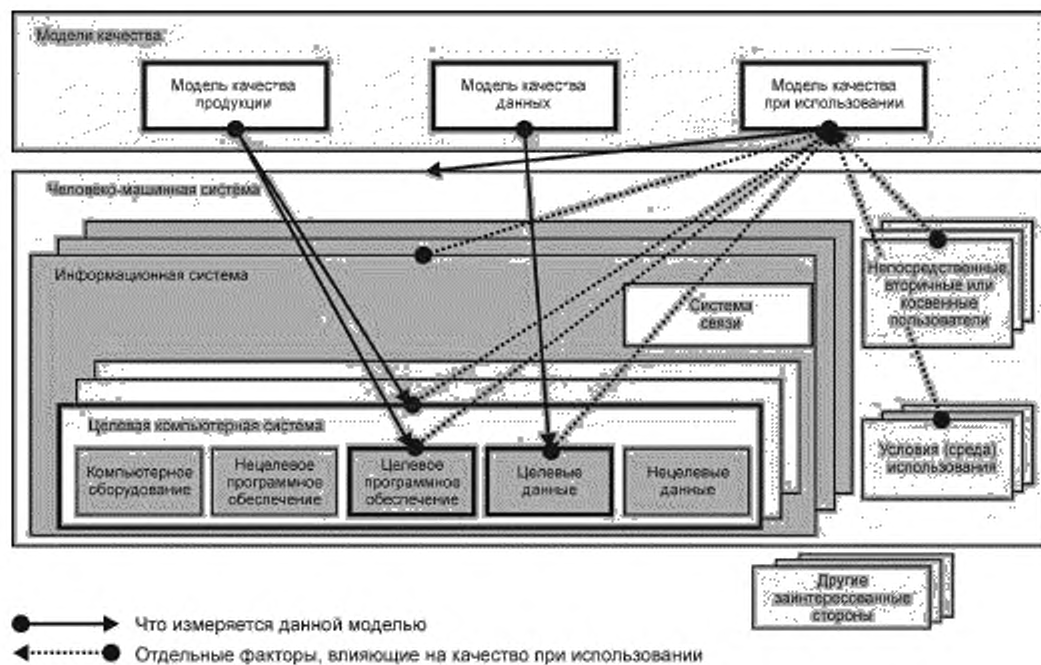 Модели качества
Модель качества
продукции
Модель качества
данных
Модель качества
при использовании
Человеко-машинная система
Информационная система
Система
связи
Непосредственные,
вторичные или
косвенные
пользователи
Целевая компьютерная система
Компьютерное
оборудование
Нецелевое
программное
обеспечение
Целевое
программное
обеспечение
Целевые
данные
Нецелевые
данные
Условия (среда)
использования
Другие
заинтересованные
стороны
Что измеряется данной моделью
Отдельные факторы, влияющие на качество при использовании